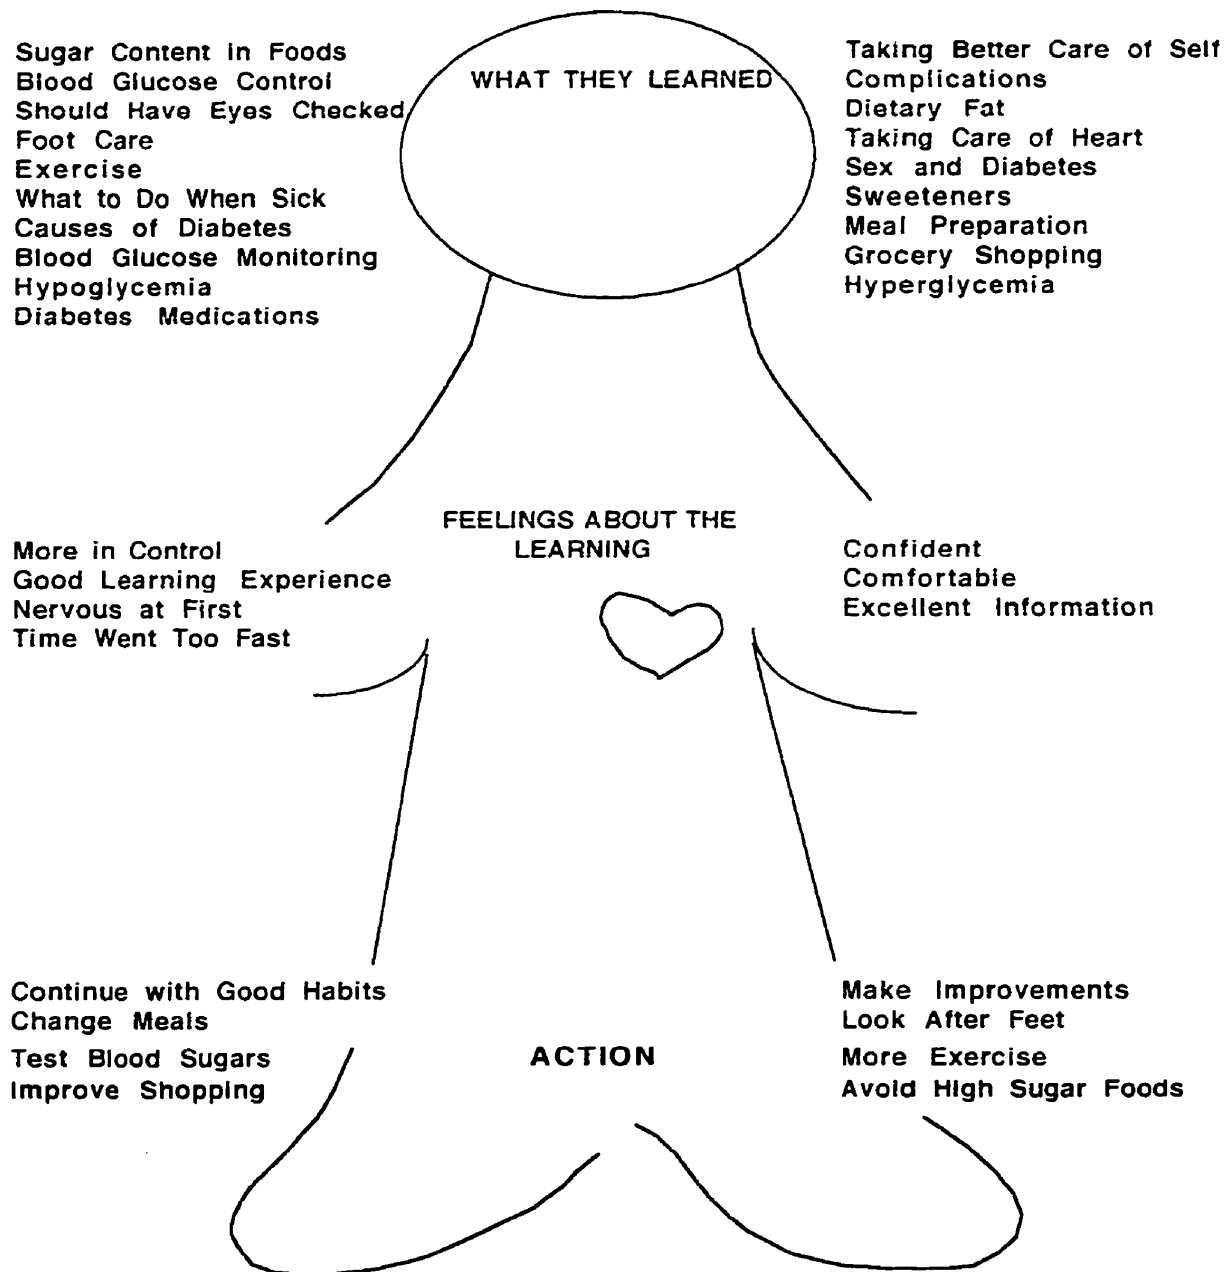 WHAT THEY LEARNED
Sugar Content in Foods
Blood Glucose Control
Should Have Eyes Checked
Foot Care
Exercise
What to Do When Sick
Causes of Diabetes
Blood Glucose Monitoring
Hypoglycemia
Diabetes Medications
Taking Better Care of Self
Complications
Dietary Fat
Taking Care of Heart
Sex and Diabetes
Sweeteners
Meal Preparation
Grocery Shopping
Hyperglycemia
FEELINGS ABOUT THE
LEARNING
More in Control
Good Learning Experience
Nervous at First
Time Went Too Fast
Confident
Comfortable
Excellent Information
ACTION
Continue with Good Habits
Change Meals
Test Blood Sugars
Improve Shopping
Make Improvements
Look After Feet
More Exercise
Avoid High Sugar Foods